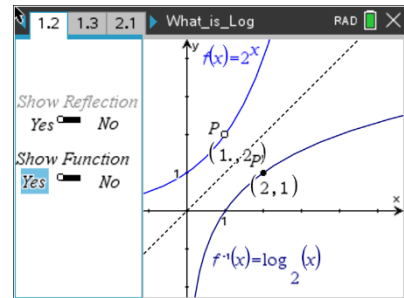 1.2 1.3 2.1 What_is_Log RAD
Show Reflection
Yes No
Show Function
Yes No
y
f(x)=2^x
P
(1.,2)
P
(2,1)
1
1
x
f⁻¹(x)=log₂(x)